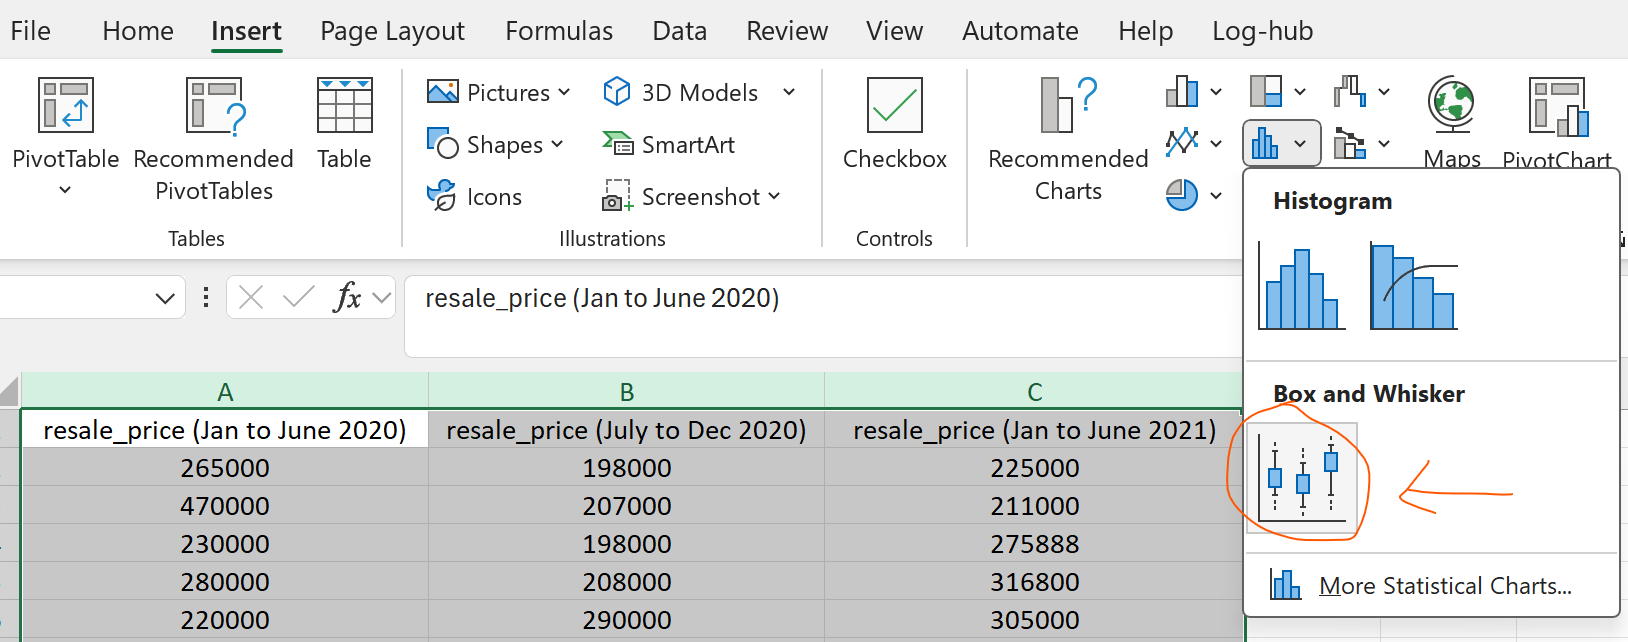 File Home Insert Page Layout Formulas Data Review View Automate Help Log-hub
PivotTable
Recommended
PivotTables
Table
Tables
Pictures
Shapes
Icons
3D Models
SmartArt
Screenshot
Illustrations
Checkbox
Controls
Recommended
Charts
Maps
PivotChart
Histogram
Box and Whisker
More Statistical Charts...
fx
resale_price (Jan to June 2020)
A B C
resale_price (Jan to June 2020) resale_price (July to Dec 2020) resale_price (Jan to June 2021)
265000 198000 225000
470000 207000 211000
230000 198000 275888
280000 208000 316800
220000 290000 305000